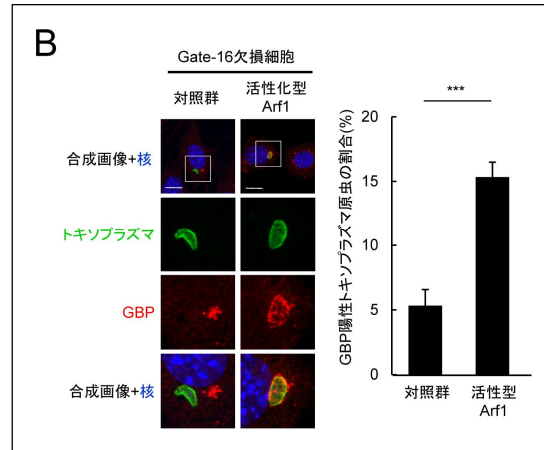 B
Gate-16欠損細胞
対照群
活性化型
Arf1
合成画像+核
トキソプラズマ
GBP
合成画像+核
GBP陽性トキソプラズマ原虫の割合(%)
20
15
10
5
0
***
対照群
活性型
Arf1